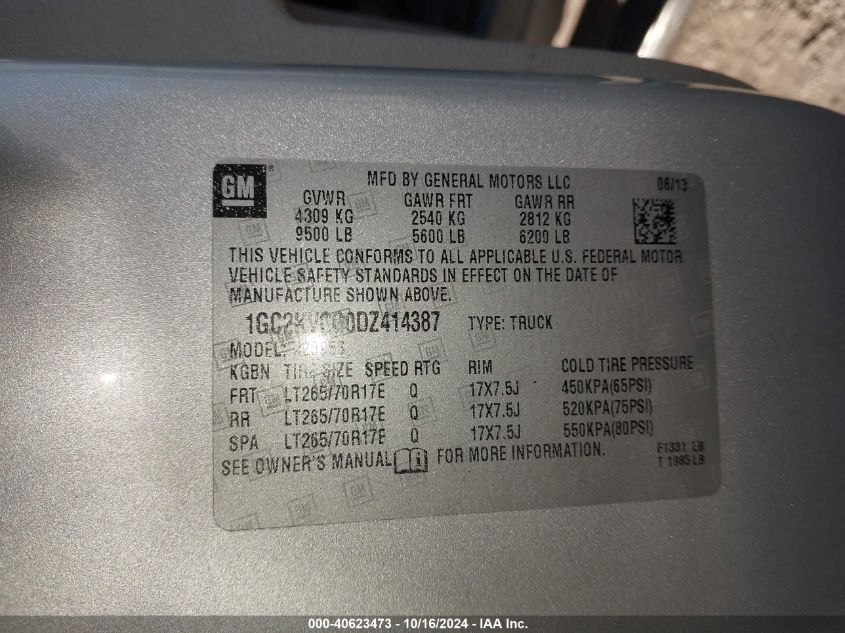 GM
MFD BY GENERAL MOTORS LLC 06/13
GVWR GAWR FRT GAWR RR
4309 KG 2540 KG 2812 KG
9500 LB 5600 LB 6200 LB
THIS VEHICLE CONFORMS TO ALL APPLICABLE U.S. FEDERAL MOTOR
VEHICLE SAFETY STANDARDS IN EFFECT ON THE DATE OF
MANUFACTURE SHOWN ABOVE.
TYPE: TRUCK
MODEL:
KGBN TIRE SIZE SPEED RTG RIM COLD TIRE PRESSURE
FRT LT265/70R17E Q 17X7.5J 450KPA(65PSI)
RR LT265/70R17E Q 17X7.5J 520KPA(75PSI)
SPA LT265/70R17E Q 17X7.5J 550KPA(80PSI)
SEE OWNER'S MANUAL FOR MORE INFORMATION.
F1331 LB
T 1985 LB
000-40623473 - 10/16/2024 - IAA Inc.